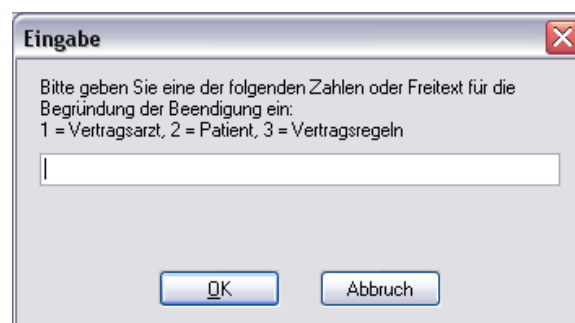 Eingabe
Bitte geben Sie eine der folgenden Zahlen oder Freitext für die
Begründung der Beendigung ein:
1 = Vertragsarzt, 2 = Patient, 3 = Vertragsregeln
OK
Abbruch